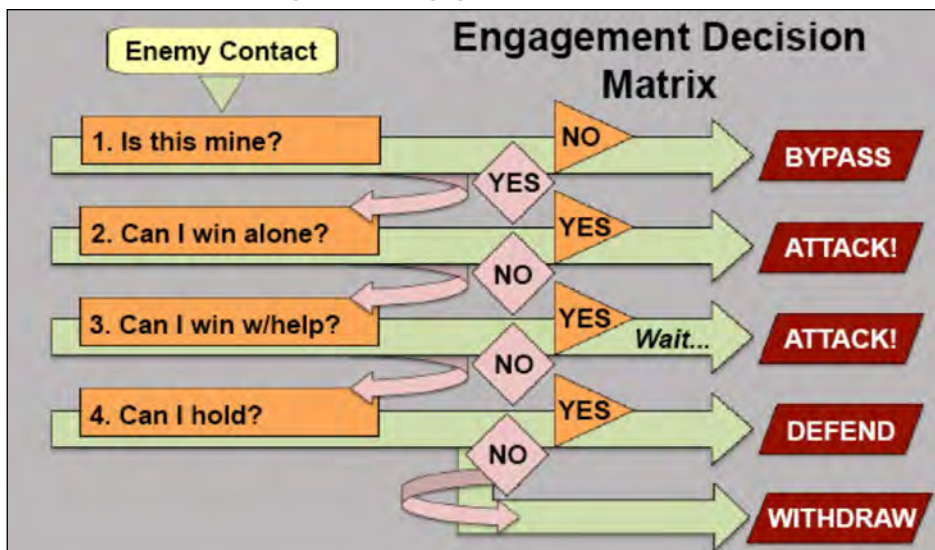 Enemy Contact
Engagement Decision
Matrix
1. Is this mine?
NO
BYPASS
YES
2. Can I win alone?
YES
ATTACK!
NO
3. Can I win w/help?
YES
Wait...
ATTACK!
NO
4. Can I hold?
YES
DEFEND
NO
WITHDRAW